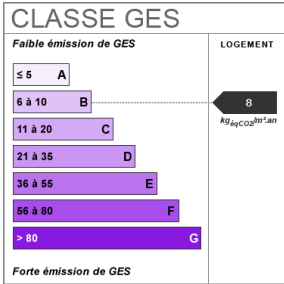 CLASSE GES
Faible émission de GES
LOGEMENT
≤ 5 A
6 à 10 B
8
kgéqCO2/m².an
11 à 20 C
21 à 35 D
36 à 55 E
56 à 80 F
> 80 G
Forte émission de GES